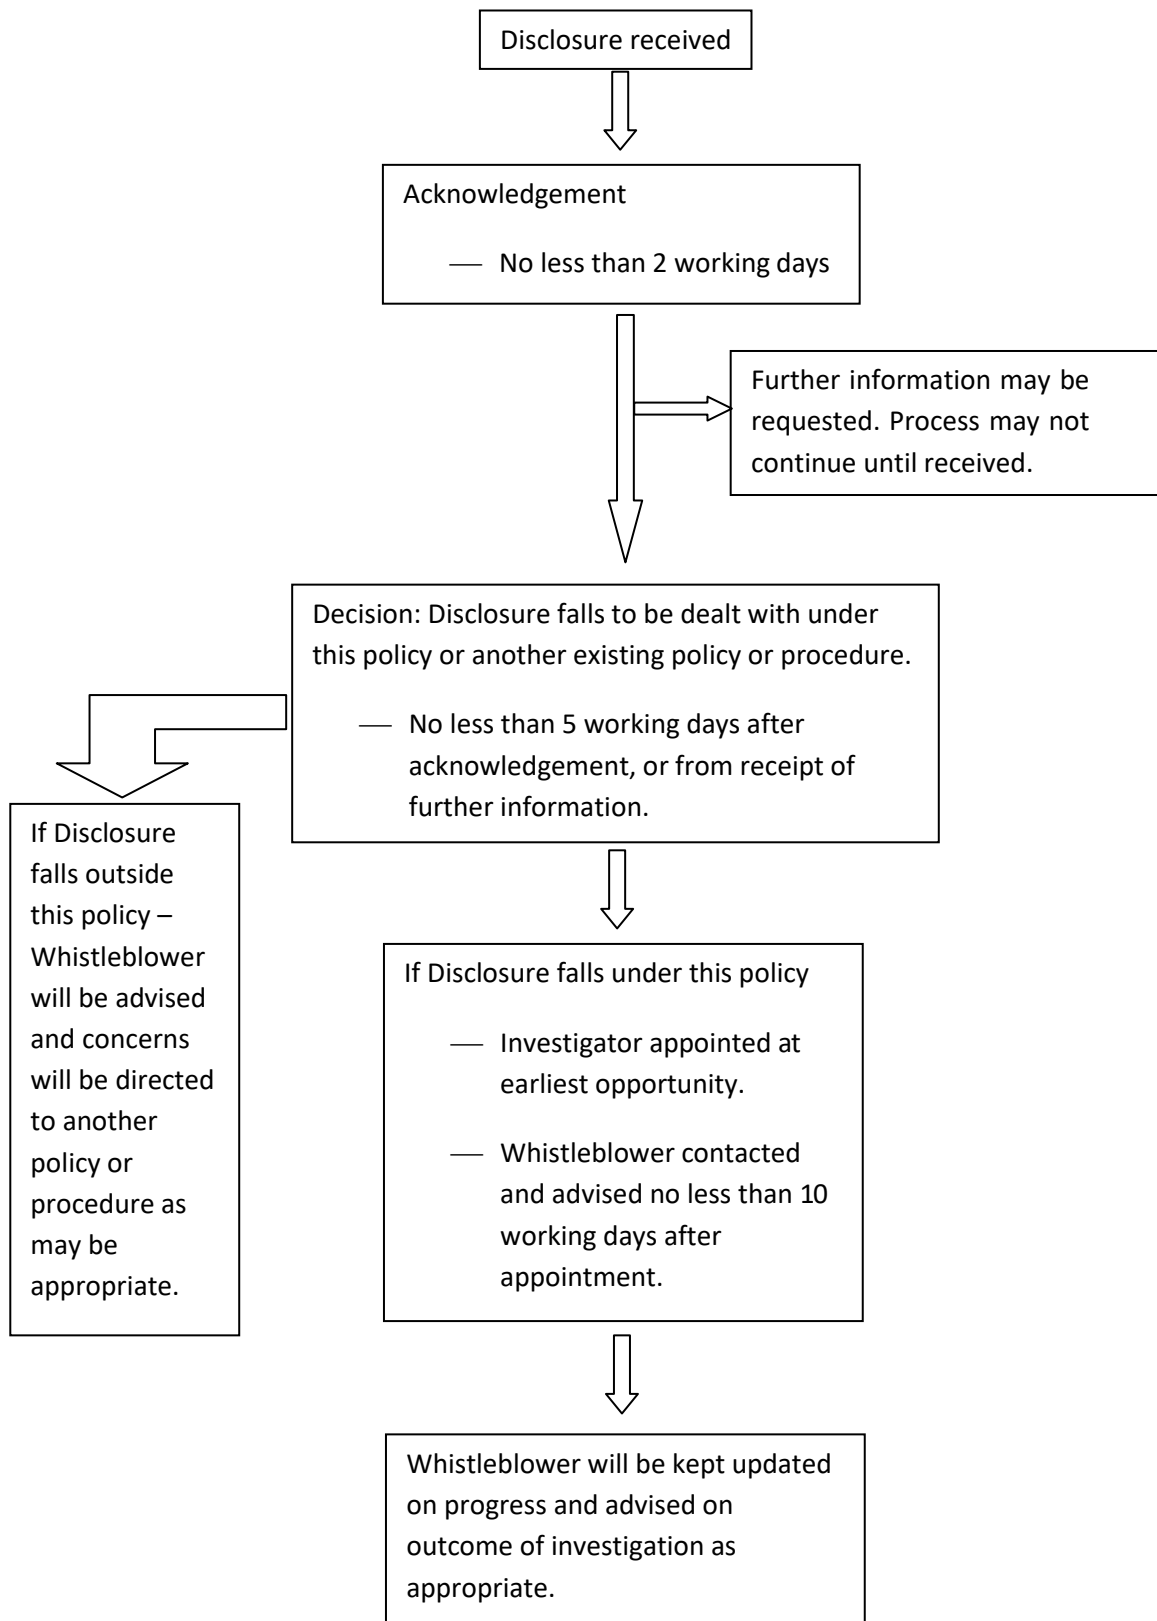 Disclosure received
Acknowledgement
— No less than 2 working days
Further information may be
requested. Process may not
continue until received.
Decision: Disclosure falls to be dealt with under
this policy or another existing policy or procedure.
— No less than 5 working days after
acknowledgement, or from receipt of
further information.
If Disclosure
falls outside
this policy –
Whistleblower
will be advised
and concerns
will be directed
to another
policy or
procedure as
may be
appropriate.
If Disclosure falls under this policy
— Investigator appointed at
earliest opportunity.
— Whistleblower contacted
and advised no less than 10
working days after
appointment.
Whistleblower will be kept updated
on progress and advised on
outcome of investigation as
appropriate.